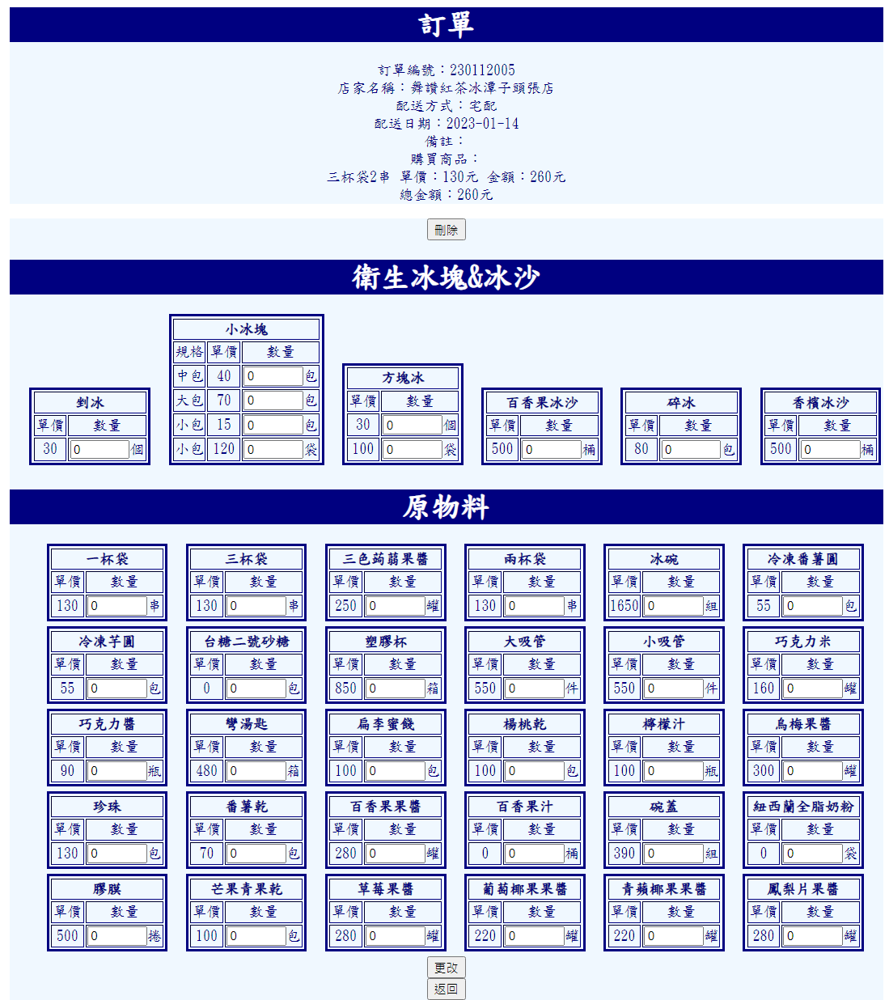 訂單
訂單編號：230112005
店家名稱：舞讚紅茶冰潭子頭張店
配送方式：宅配
配送日期：2023-01-14
備註：
購買商品：
三杯袋2串 單價：130元 金額：260元
總金額：260元
刪除
衛生冰塊&冰沙
剉冰
單價 數量
30 0 個
小冰塊
規格 單價 數量
中包 40 0 包
大包 70 0 包
小包 15 0 包
小包 120 0 袋
方塊冰
單價 數量
30 0 個
100 0 袋
百香果冰沙
單價 數量
500 0 桶
碎冰
單價 數量
80 0 包
香檳冰沙
單價 數量
500 0 桶
原物料
一杯袋
單價 數量
130 0 串
三杯袋
單價 數量
130 0 串
三色蒟蒻果醬
單價 數量
250 0 罐
兩杯袋
單價 數量
130 0 串
冰碗
單價 數量
1650 0 組
冷凍番薯圓
單價 數量
55 0 包
冷凍芋圓
單價 數量
55 0 包
台糖二號砂糖
單價 數量
0 0 包
塑膠杯
單價 數量
850 0 箱
大吸管
單價 數量
550 0 件
小吸管
單價 數量
550 0 件
巧克力米
單價 數量
160 0 罐
巧克力醬
單價 數量
90 0 瓶
彎湯匙
單價 數量
480 0 箱
扁李蜜餞
單價 數量
100 0 包
楊桃乾
單價 數量
100 0 包
檸檬汁
單價 數量
100 0 瓶
烏梅果醬
單價 數量
300 0 罐
珍珠
單價 數量
130 0 包
番薯乾
單價 數量
70 0 包
百香果果醬
單價 數量
280 0 罐
百香果汁
單價 數量
0 0 桶
碗蓋
單價 數量
390 0 組
紐西蘭全脂奶粉
單價 數量
0 0 袋
膠膜
單價 數量
500 0 捲
芒果青果乾
單價 數量
100 0 包
草莓果醬
單價 數量
280 0 罐
葡萄椰果果醬
單價 數量
220 0 罐
青蘋椰果果醬
單價 數量
220 0 罐
鳳梨片果醬
單價 數量
280 0 罐
更改
返回